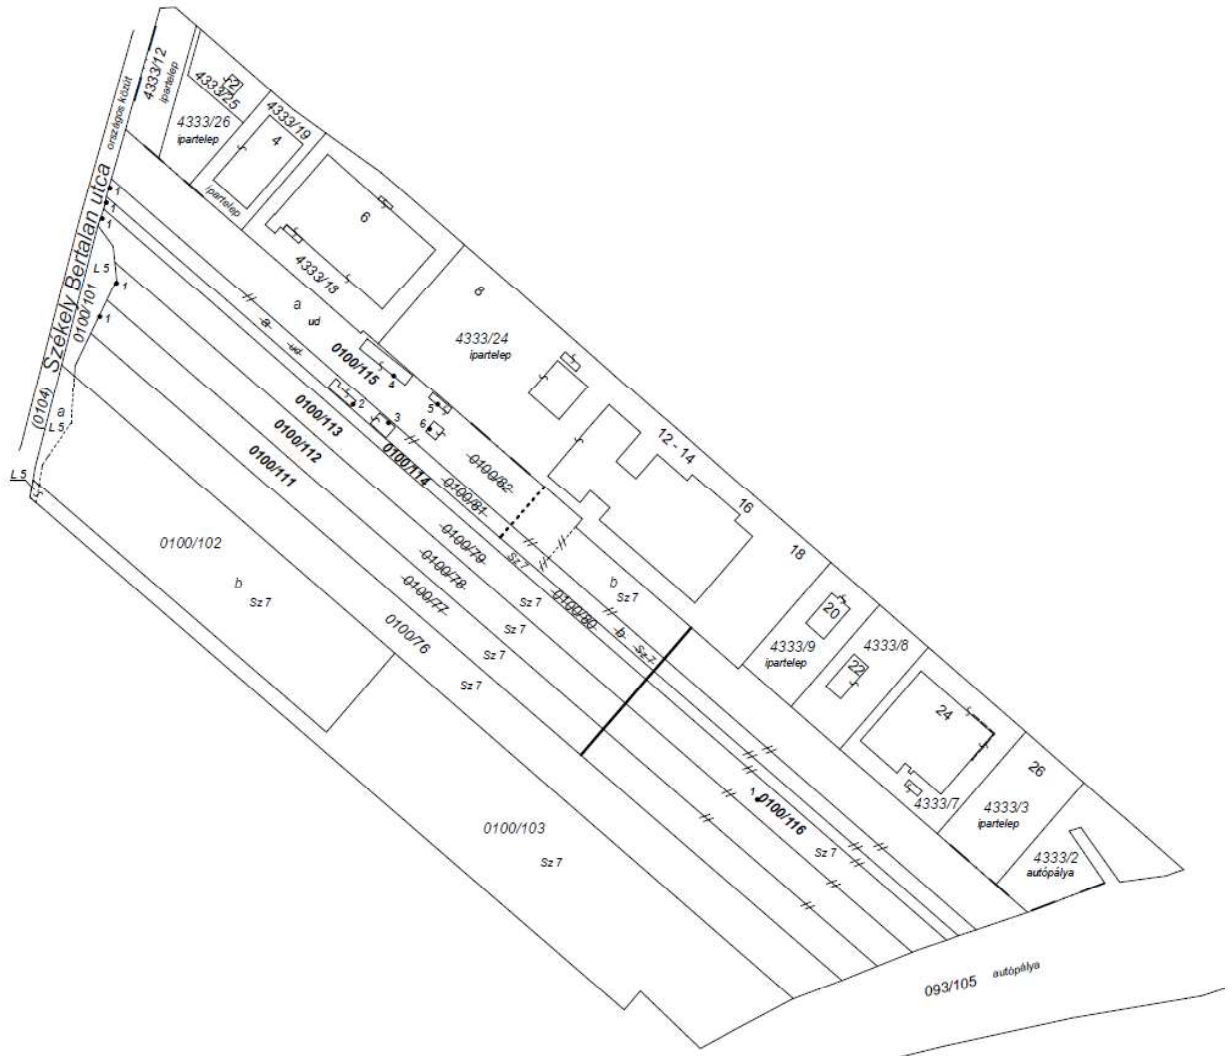 4333/12
ipartelep
országos közút
2
4333/25
4333/26
ipartelep
4333/19
4
ipartelep
6
4333/18
8
4333/24
ipartelep
1
1
1
Székely Bertalan utca
(0104)
0100/101
L 5
1
1
a
ud
a
ud
0100/115
4
5
2
3
6
0100/113
0100/112
0100/111
0100/114
a
L 5
L 5
12 - 14
16
18
0100/82
0100/81
0100/79
0100/78
0100/77
0100/76
0100/80
Sz 7
Sz 7
Sz 7
Sz 7
Sz 7
b
Sz 7
b
Sz 7
0100/102
b
Sz 7
20
4333/9
ipartelep
22
4333/8
24
4333/7
26
4333/3
ipartelep
4333/2
autópálya
1
0100/116
Sz 7
0100/103
Sz 7
093/105
autópálya